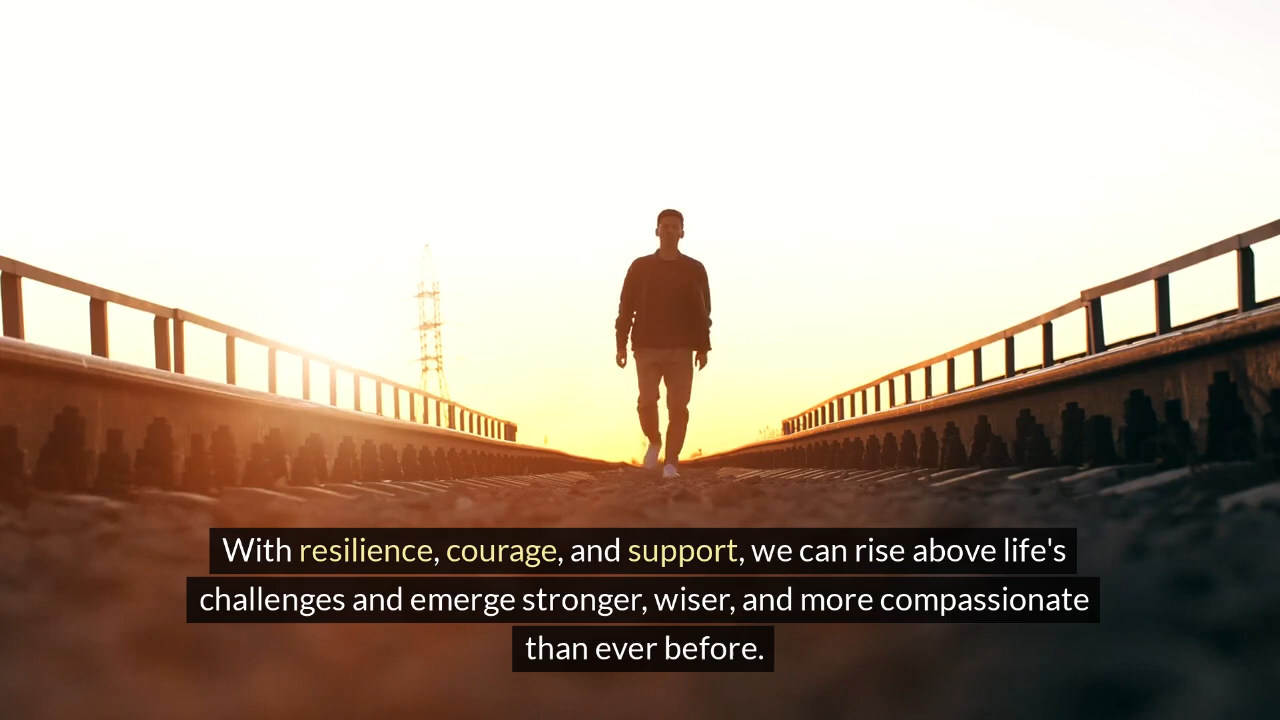 With resilience, courage, and support, we can rise above life's
challenges and emerge stronger, wiser, and more compassionate
than ever before.